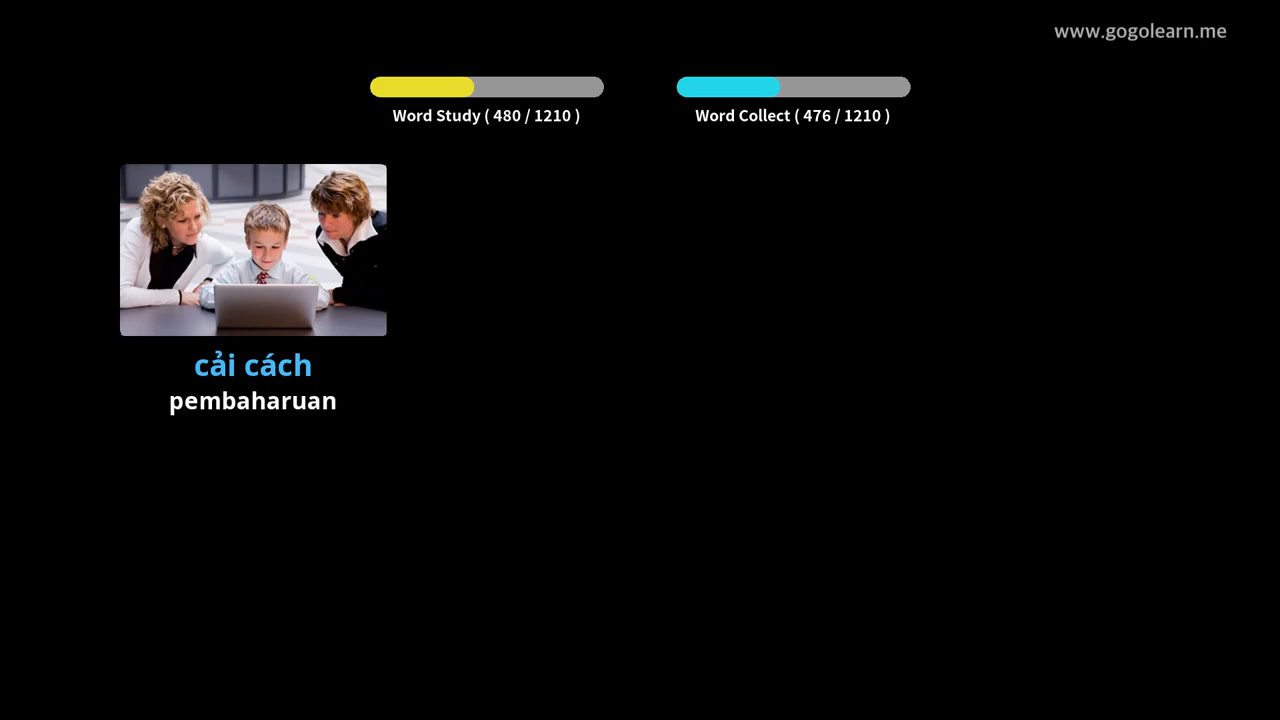 www.gogolearn.me
Word Study ( 480 / 1210 )
Word Collect ( 476 / 1210 )
cải cách
pembaharuan